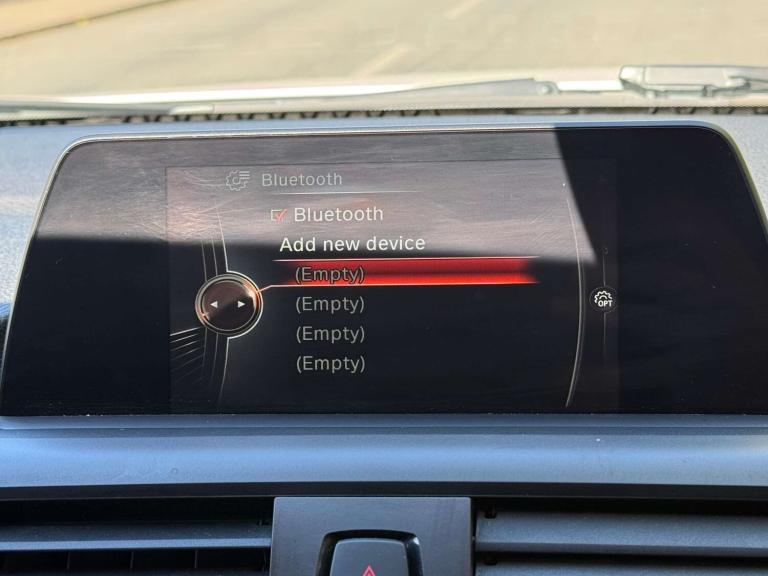 Bluetooth
Bluetooth
Add new device
(Empty)
(Empty)
(Empty)
(Empty)
OPT